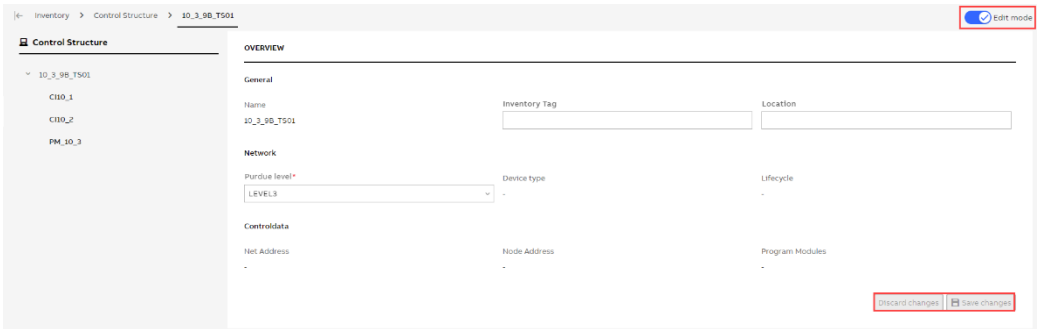 Inventory > Control Structure > 10_3_9B_TS01
Edit mode
Control Structure
10_3_9B_TS01
CI10_1
CI10_2
PM_10_3
OVERVIEW
General
Name Inventory Tag Location
10_3_9B_TS01
Network
Purdue level* Device type Lifecycle
LEVEL3 - -
Controldata
Net Address Node Address Program Modules
- - -
Discard changes Save changes